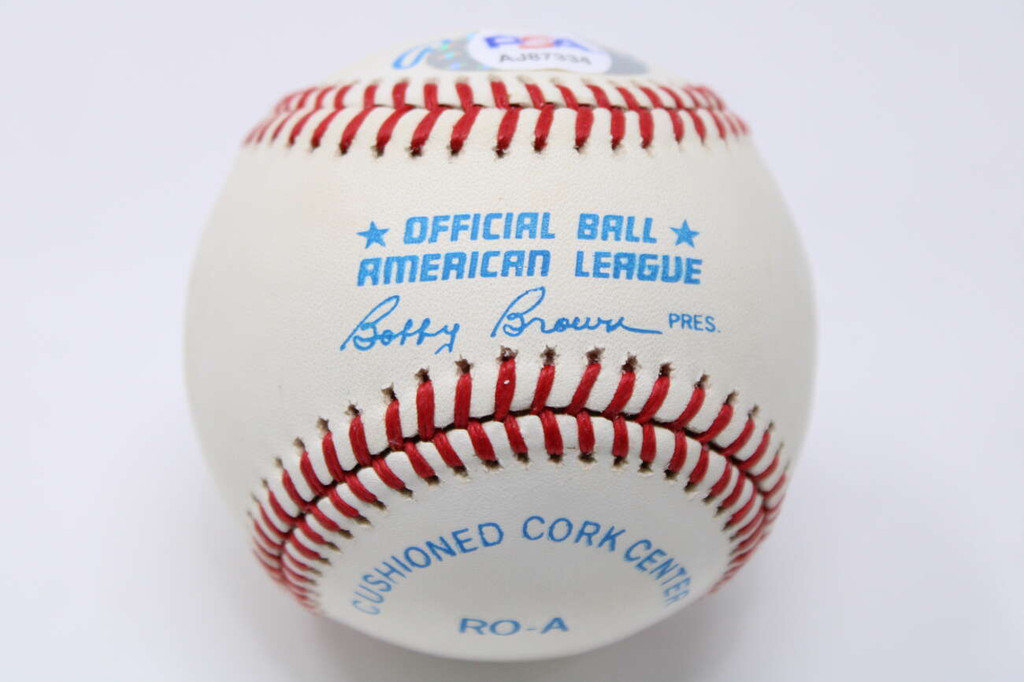 PSA
AJ87334
★ OFFICIAL BALL ★
AMERICAN LEAGUE
Bobby Brown PRES.
CUSHIONED CORK CENTER
RO-A